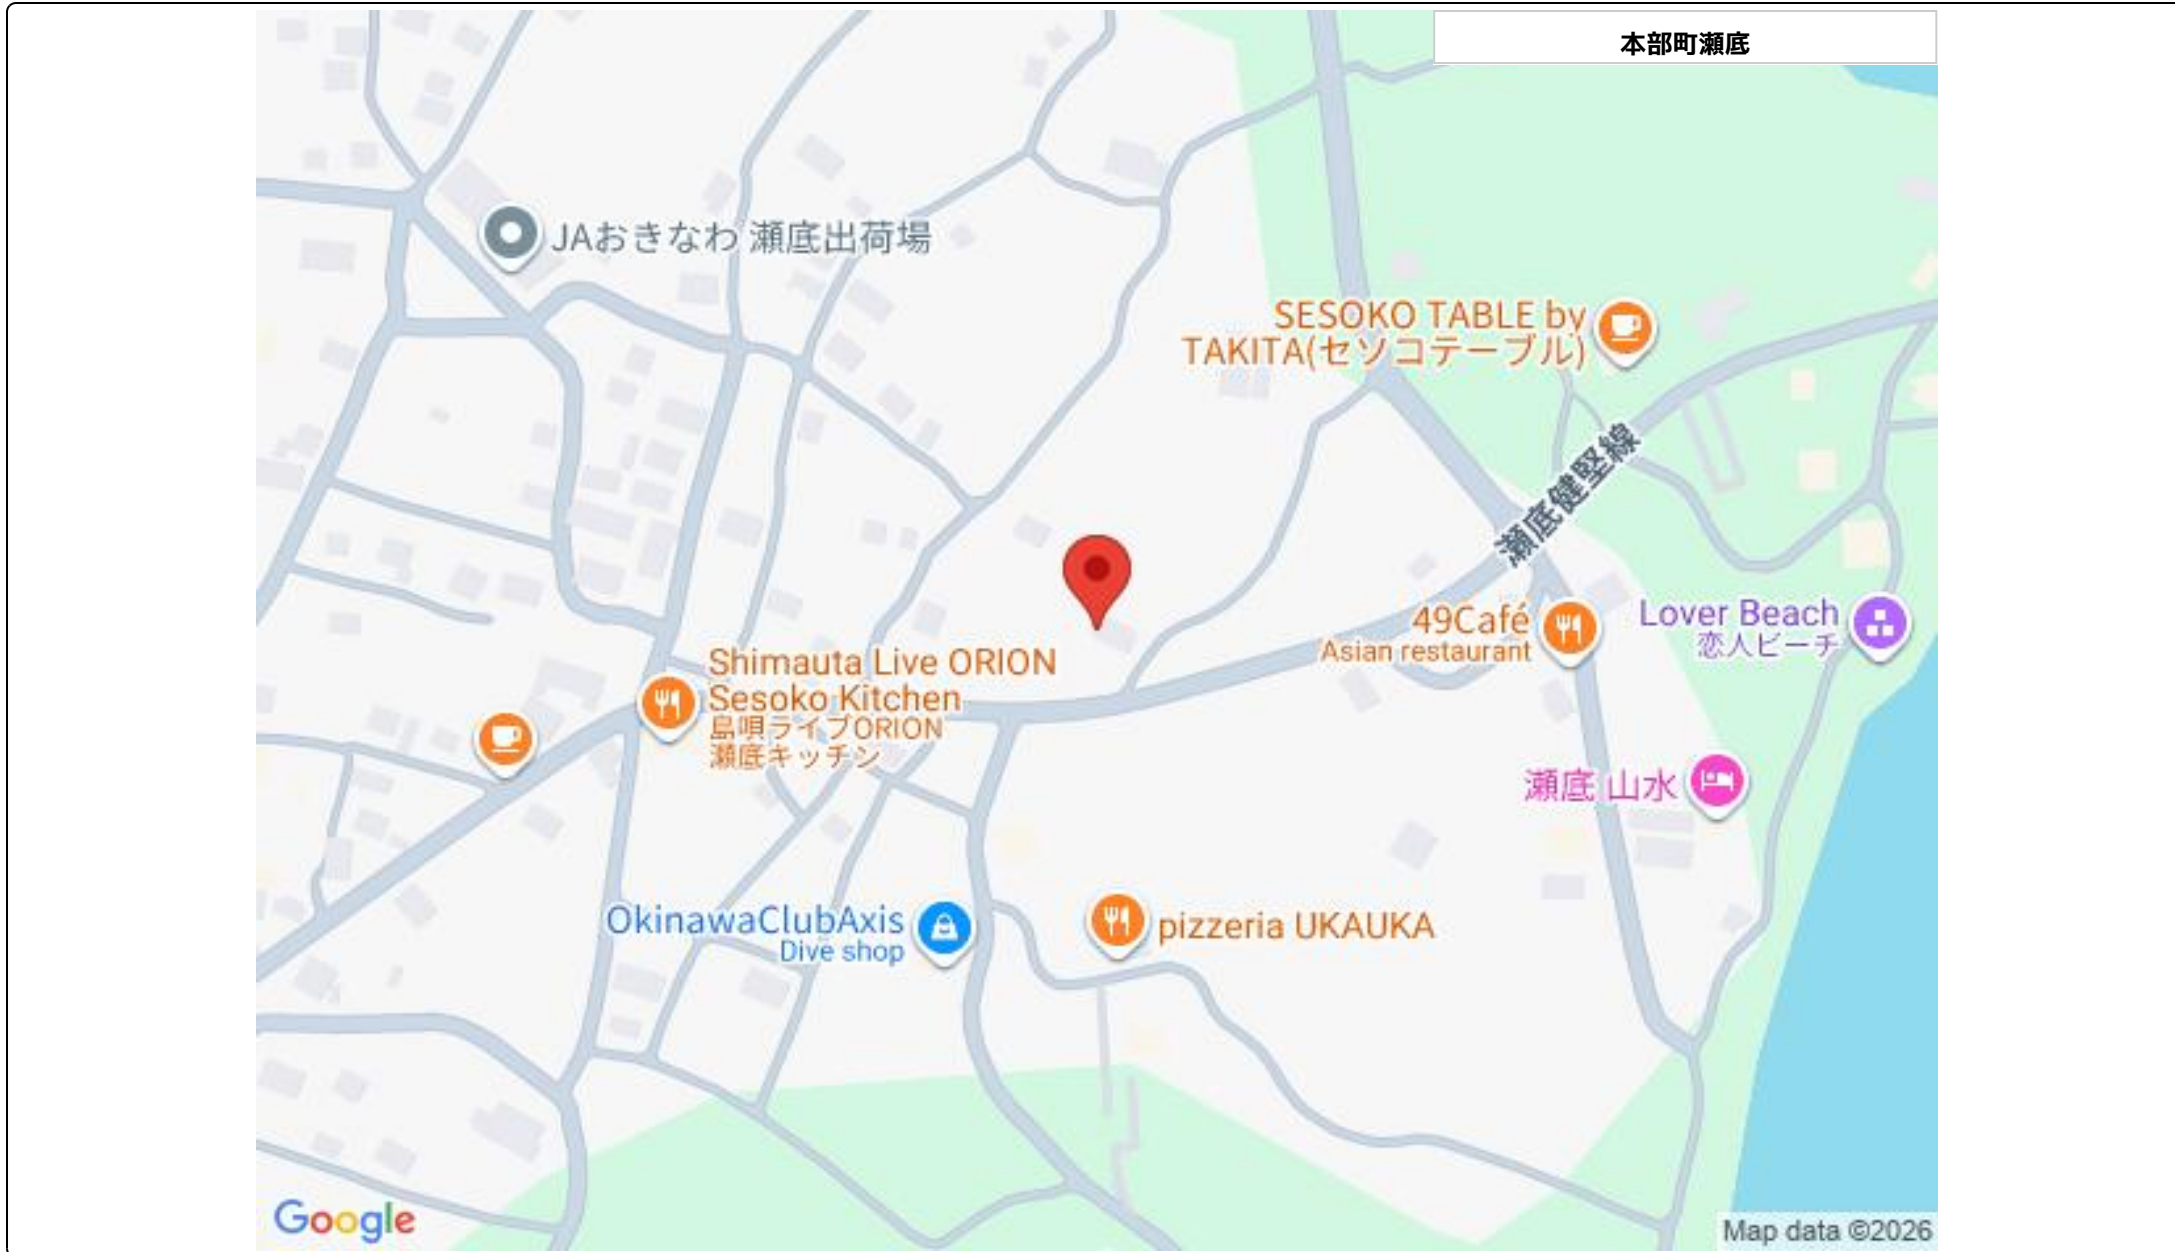 本部町瀬底
JAおきなわ 瀬底出荷場
SESOKO TABLE by
TAKITA(セソコテーブル)
瀬底健堅線
49Café
Asian restaurant
Lover Beach
恋人ビーチ
Shimauta Live ORION
Sesoko Kitchen
島唄ライブORION
瀬底キッチン
瀬底 山水
OkinawaClubAxis
Dive shop
pizzeria UKAUKA
Google
Map data ©2026